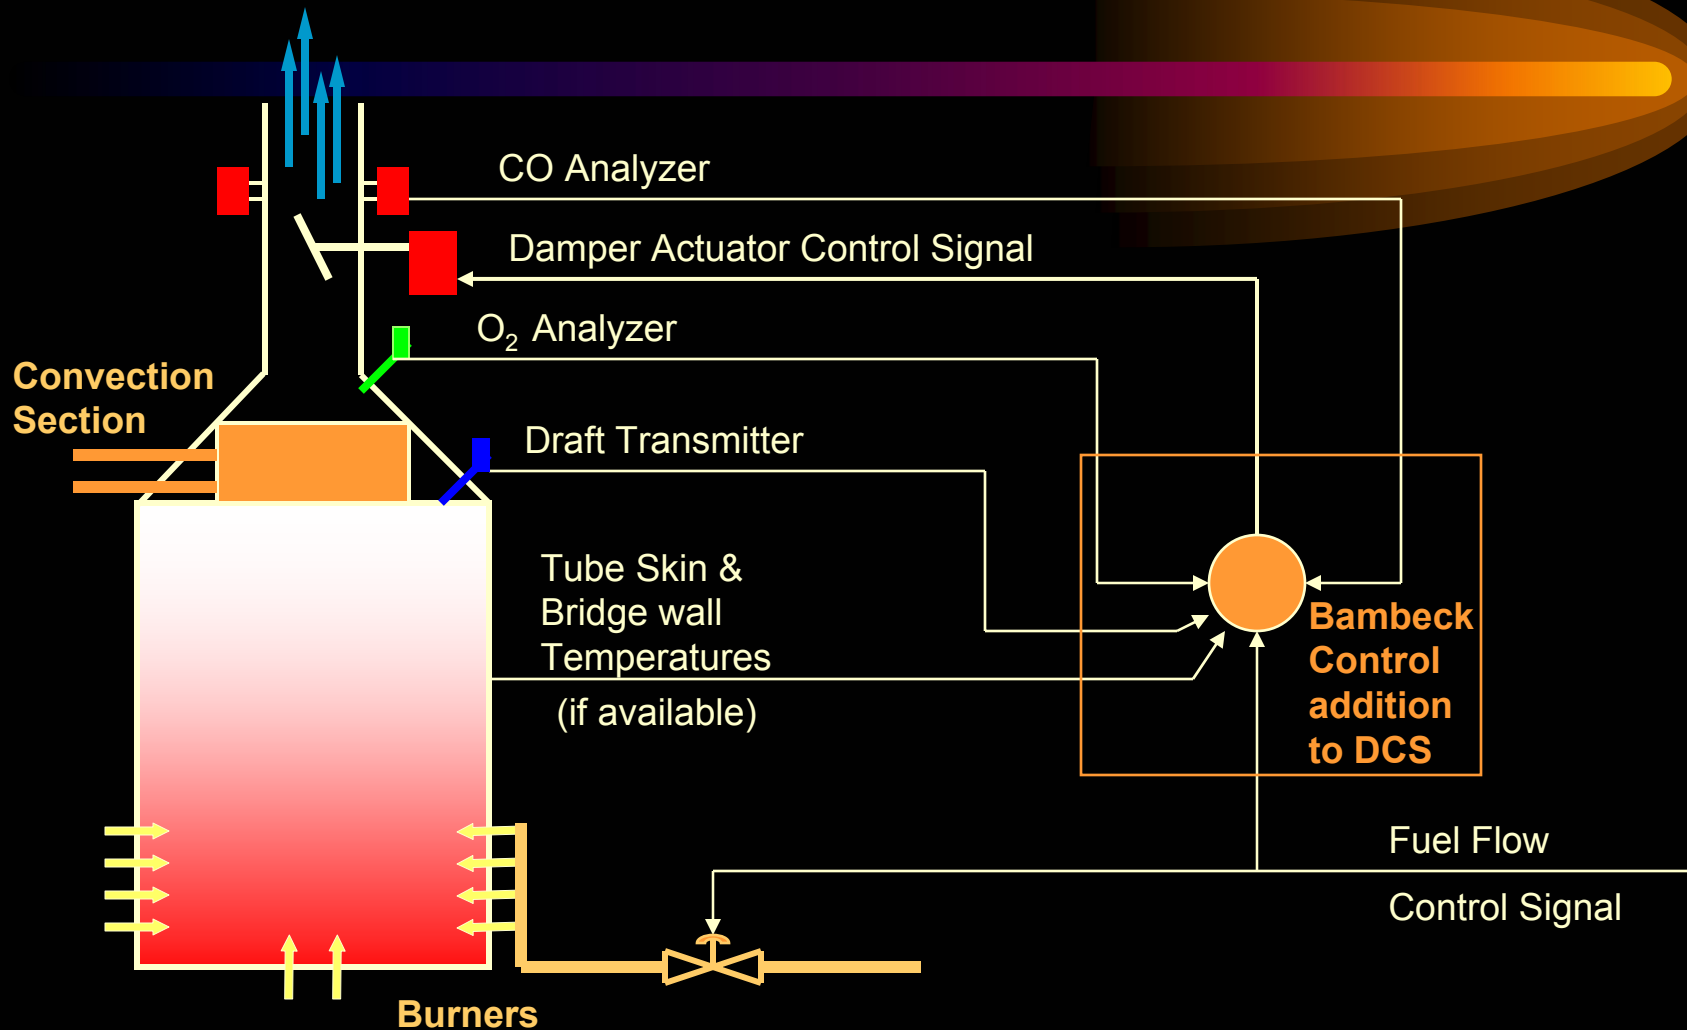 CO Analyzer
Damper Actuator Control Signal
O₂ Analyzer
Convection
Section
Draft Transmitter
Tube Skin &
Bridge wall
Temperatures
(if available)
Bambeck
Control
addition
to DCS
Fuel Flow
Control Signal
Burners